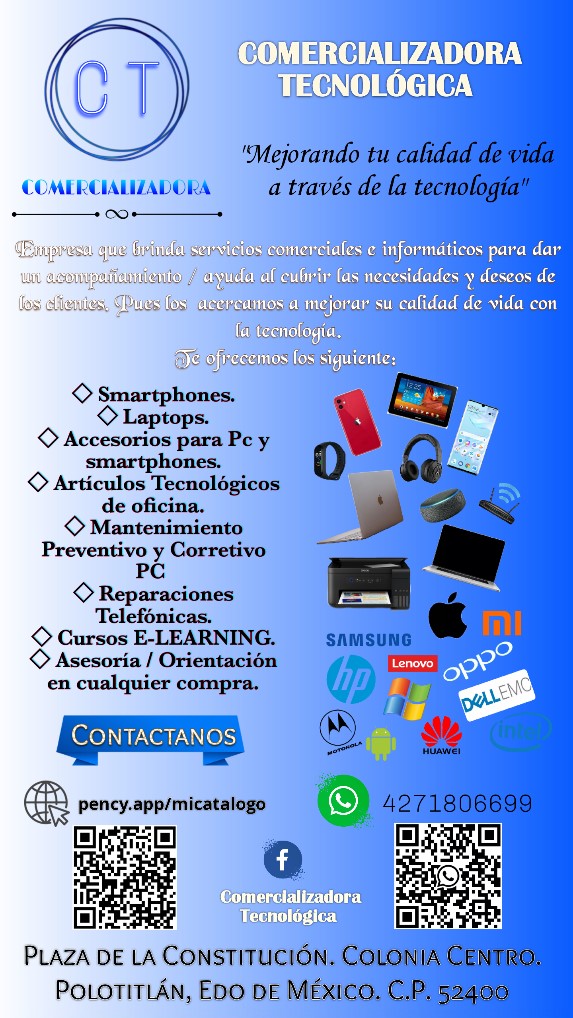 CT
COMERCIALIZADORA
COMERCIALIZADORA
TECNOLÓGICA
"Mejorando tu calidad de vida
a través de la tecnología"
Empresa que brinda servicios comerciales e informáticos para dar
un acompañamiento / ayuda al cubrir las necesidades y deseos de
los clientes. Pues los acercamos a mejorar su calidad de vida con
la tecnología.
Te ofrecemos los siguiente:
◇ Smartphones.
◇ Laptops.
◇ Accesorios para Pc y
smartphones.
◇ Artículos Tecnológicos
de oficina.
◇ Mantenimiento
Preventivo y Corretivo
PC
◇ Reparaciones
Telefónicas.
◇ Cursos E-LEARNING.
◇ Asesoría / Orientación
en cualquier compra.
SAMSUNG
hp
Lenovo
oppo
DELL EMC
MOTOROLA
HUAWEI
intel
CONTACTANOS
pency.app/micatalogo
4271806699
Comercializadora
Tecnológica
PLAZA DE LA CONSTITUCIÓN. COLONIA CENTRO.
POLOTITLÁN, EDO DE MÉXICO. C.P. 52400